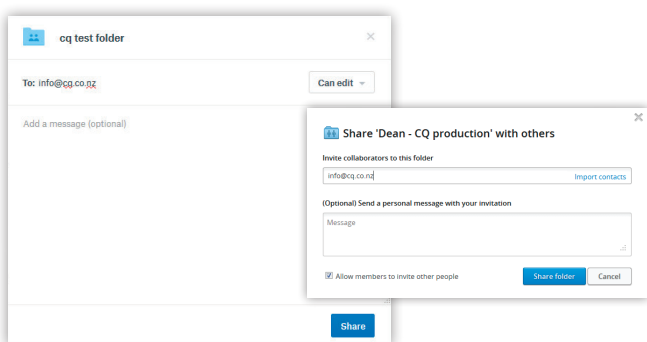 cq test folder
To: info@cq.co.nz
Can edit
Add a message (optional)
Share
Share 'Dean - CQ production' with others
Invite collaborators to this folder
info@cq.co.nz
Import contacts
(Optional) Send a personal message with your invitation
Message
Allow members to invite other people
Share folder
Cancel